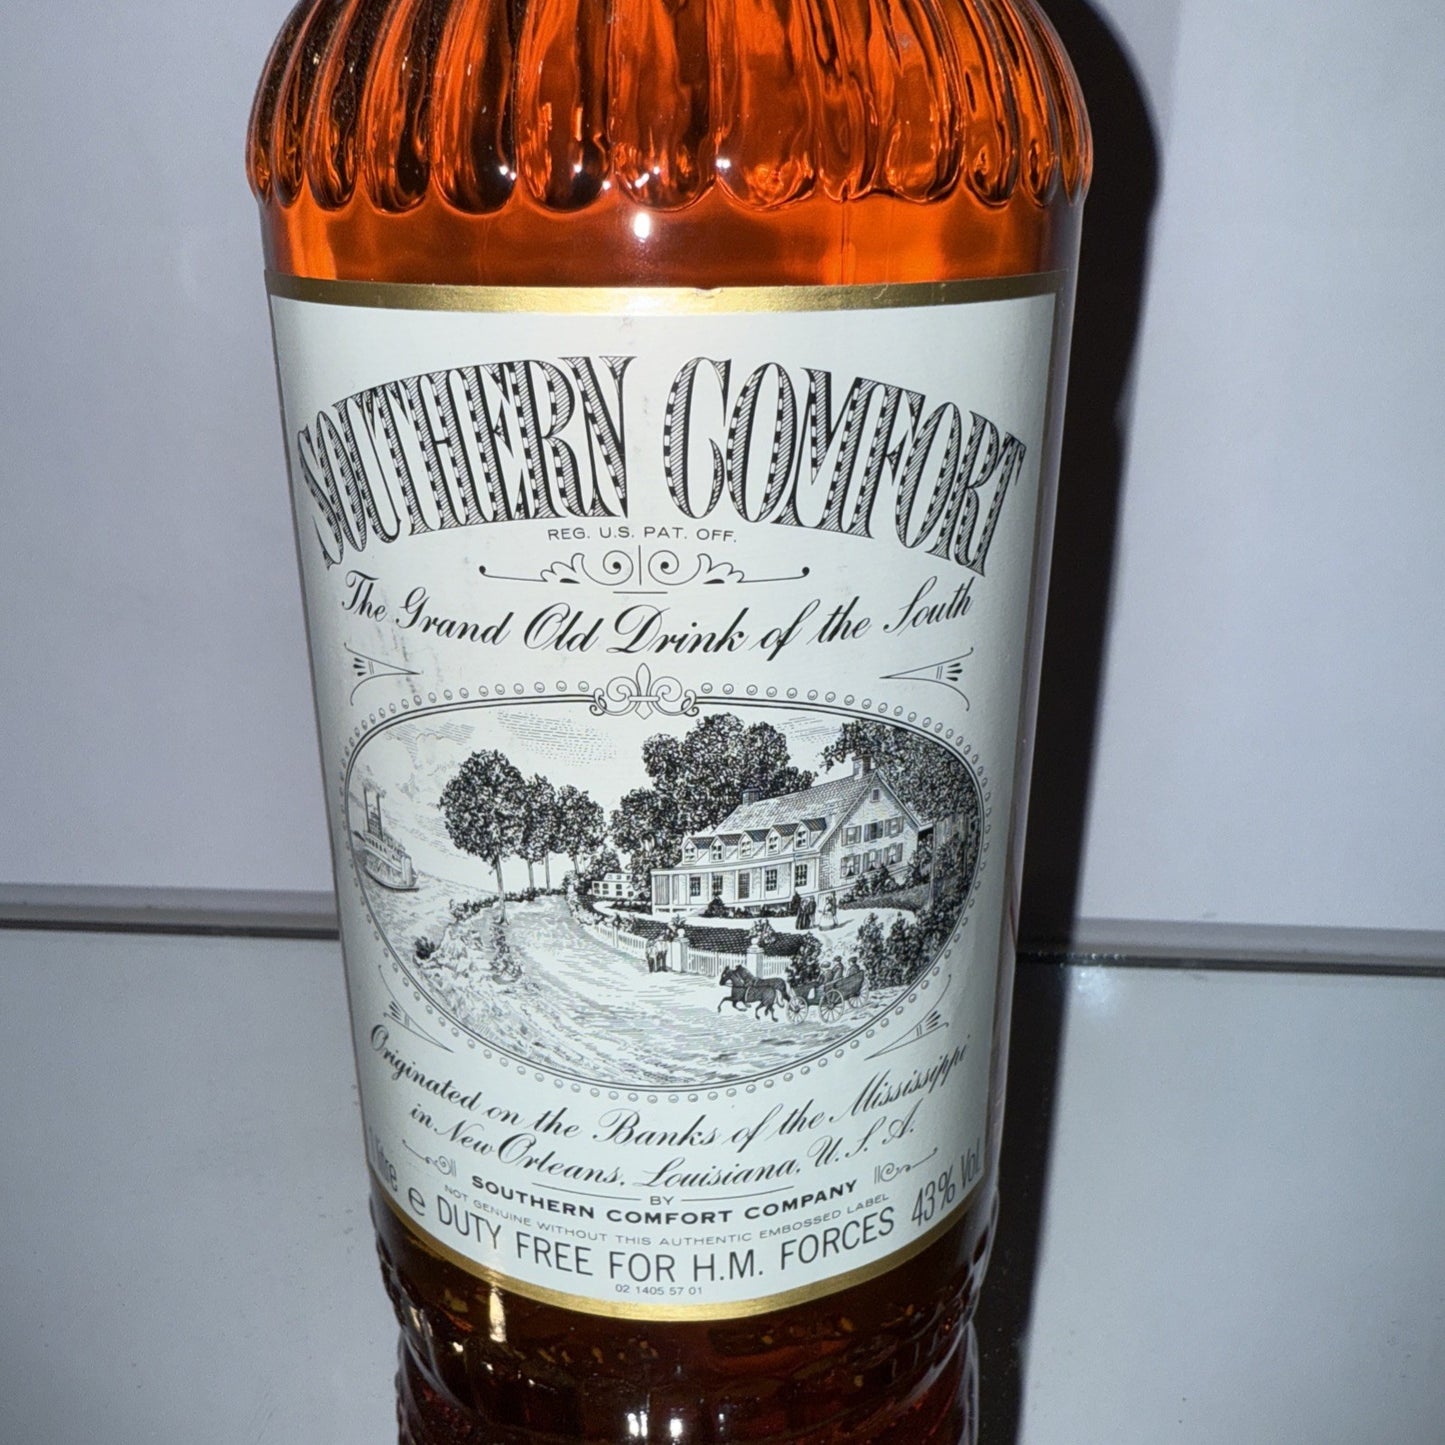 SOUTHERN COMFORT
REG. U.S. PAT. OFF.
The Grand Old Drink of the South
Originated on the Banks of the Mississippi
in New Orleans, Louisiana, U.S.A.
BY
SOUTHERN COMFORT COMPANY
NOT GENUINE WITHOUT THIS AUTHENTIC EMBOSSED LABEL
litre e DUTY FREE FOR H.M. FORCES 43% Vol.
02 1405 57 01